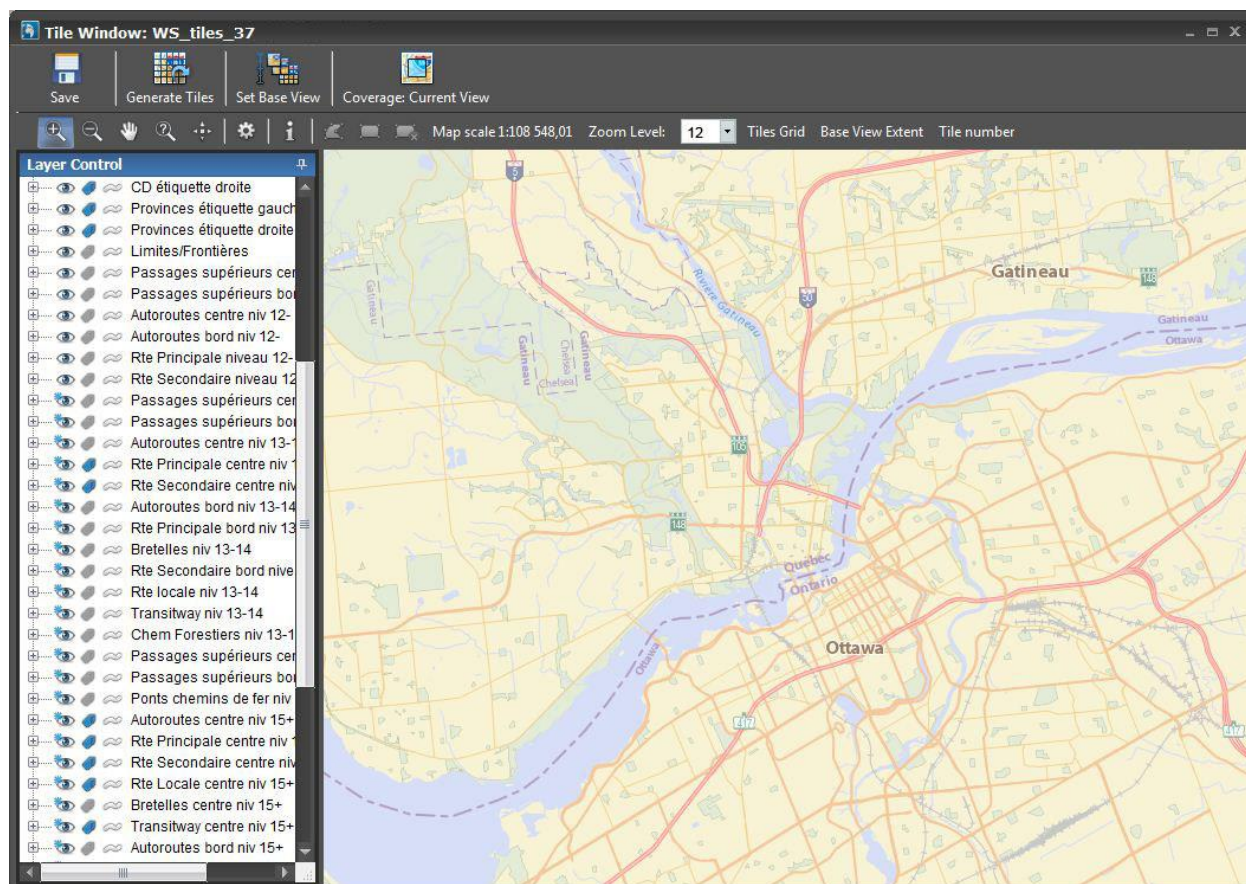 Tile Window: WS_tiles_37
Save
Generate Tiles
Set Base View
Coverage: Current View
Map scale 1:108 548,01 Zoom Level: 12 Tiles Grid Base View Extent Tile number
Layer Control
CD étiquette droite
Provinces étiquette gauch
Provinces étiquette droite
Limites/Frontières
Passages supérieurs cer
Passages supérieurs bor
Autoroutes centre niv 12-
Autoroutes bord niv 12-
Rte Principale niveau 12-
Rte Secondaire niveau 12
Passages supérieurs cer
Passages supérieurs bor
Autoroutes centre niv 13-1
Rte Principale centre niv 1
Rte Secondaire centre niv
Autoroutes bord niv 13-14
Rte Principale bord niv 13
Bretelles niv 13-14
Rte Secondaire bord nive
Rte locale niv 13-14
Transitway niv 13-14
Chem Forestiers niv 13-1
Passages supérieurs cer
Passages supérieurs bor
Ponts chemins de fer niv
Autoroutes centre niv 15+
Rte Principale centre niv 1
Rte Secondaire centre niv
Rte Locale centre niv 15+
Bretelles centre niv 15+
Transitway centre niv 15+
Autoroutes bord niv 15+
5
Rivière Gatineau
50
Gatineau
148
Gatineau
Ottawa
Gatineau
Gatineau
Chelsea
Gatineau
Chelsea
105
148
Quebec
Ontario
Ottawa
Ottawa
417
417